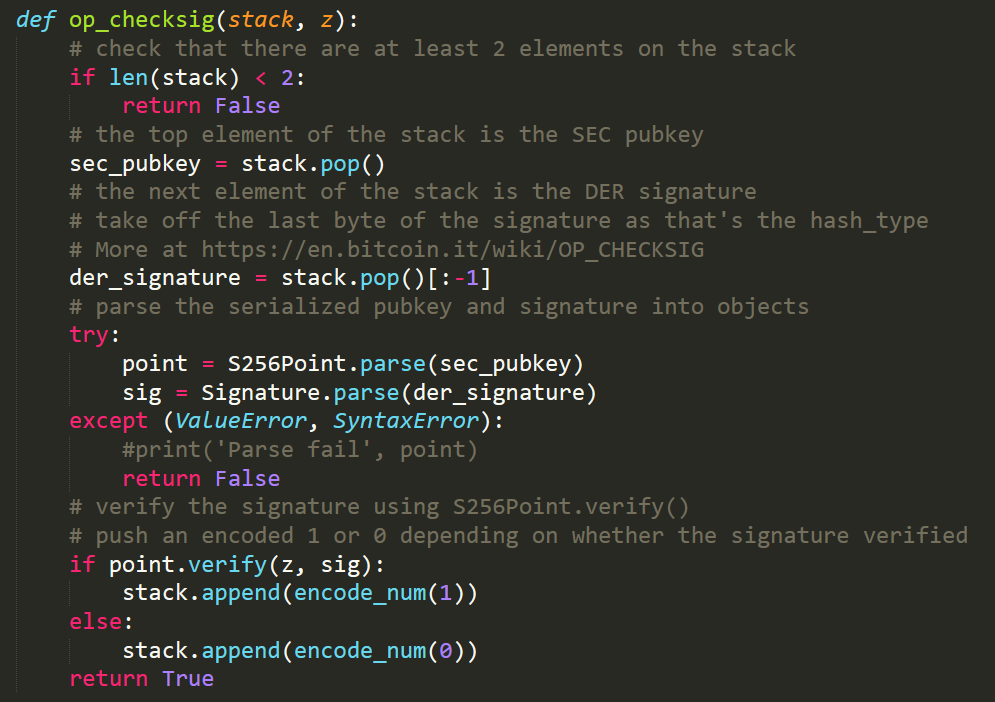 def op_checksig(stack, z):
    # check that there are at least 2 elements on the stack
    if len(stack) < 2:
        return False
    # the top element of the stack is the SEC pubkey
    sec_pubkey = stack.pop()
    # the next element of the stack is the DER signature
    # take off the last byte of the signature as that's the hash_type
    # More at https://en.bitcoin.it/wiki/OP_CHECKSIG
    der_signature = stack.pop()[:-1]
    # parse the serialized pubkey and signature into objects
    try:
        point = S256Point.parse(sec_pubkey)
        sig = Signature.parse(der_signature)
    except (ValueError, SyntaxError):
        #print('Parse fail', point)
        return False
    # verify the signature using S256Point.verify()
    # push an encoded 1 or 0 depending on whether the signature verified
    if point.verify(z, sig):
        stack.append(encode_num(1))
    else:
        stack.append(encode_num(0))
    return True